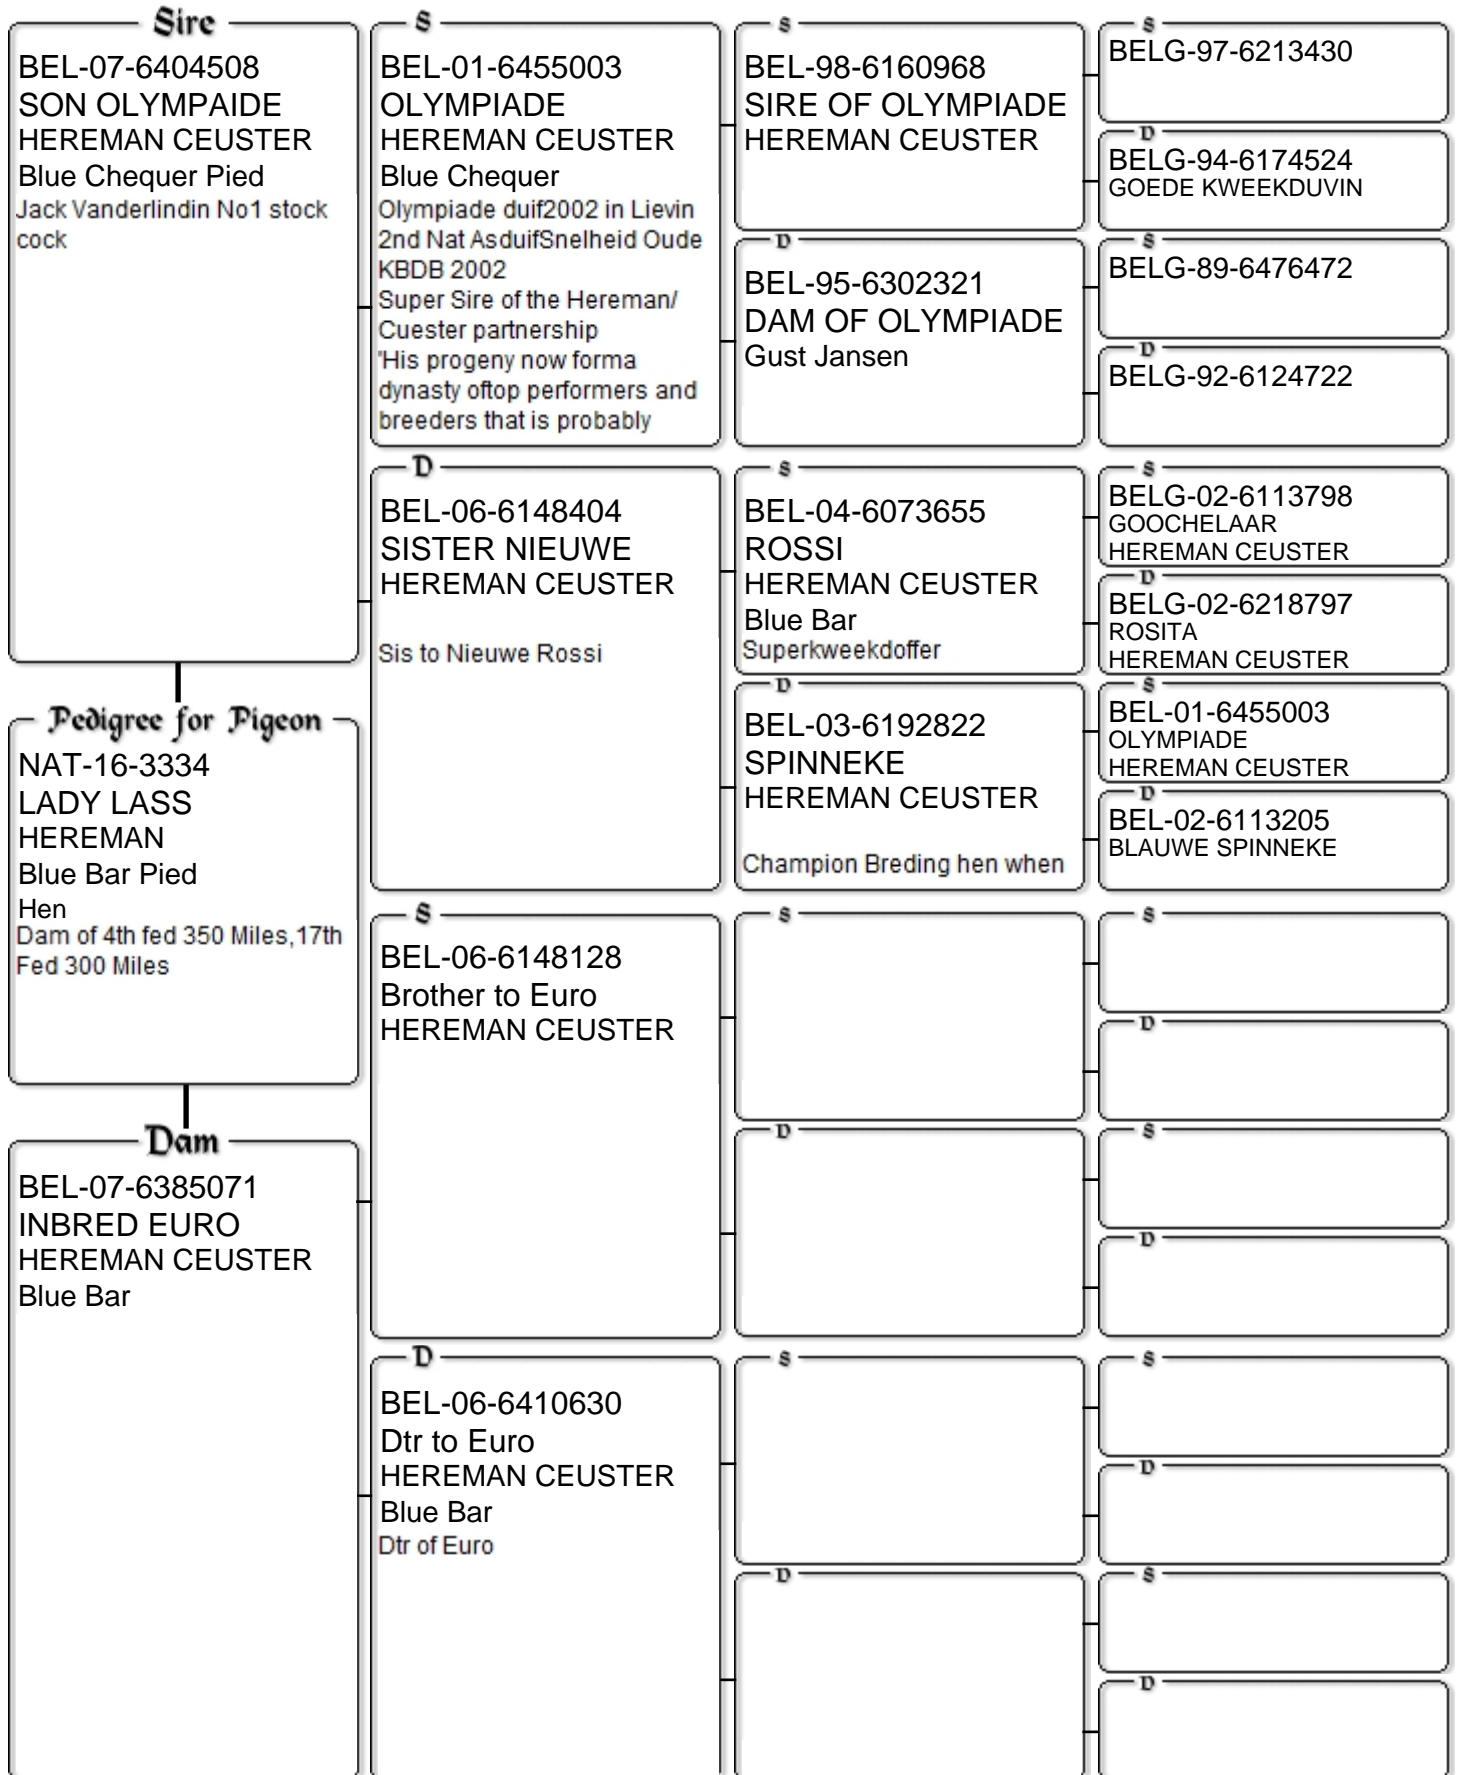 Sire
BEL-07-6404508
SON OLYMPAIDE
HEREMAN CEUSTER
Blue Chequer Pied
Jack Vanderlindin No1 stock
cock
Pedigree for Pigeon
NAT-16-3334
LADY LASS
HEREMAN
Blue Bar Pied
Hen
Dam of 4th fed 350 Miles,17th
Fed 300 Miles
Dam
BEL-07-6385071
INBRED EURO
HEREMAN CEUSTER
Blue Bar
S
BEL-01-6455003
OLYMPIADE
HEREMAN CEUSTER
Blue Chequer
Olympiade duif2002 in Lievin
2nd Nat AsduifSnelheid Oude
KBDB 2002
Super Sire of the Hereman/
Cuester partnership
'His progeny now forma
dynasty oftop performers and
breeders that is probably
D
BEL-06-6148404
SISTER NIEUWE
HEREMAN CEUSTER
Sis to Nieuwe Rossi
S
BEL-06-6148128
Brother to Euro
HEREMAN CEUSTER
D
BEL-06-6410630
Dtr to Euro
HEREMAN CEUSTER
Blue Bar
Dtr of Euro
S
BEL-98-6160968
SIRE OF OLYMPIADE
HEREMAN CEUSTER
D
BEL-95-6302321
DAM OF OLYMPIADE
Gust Jansen
S
BEL-04-6073655
ROSSI
HEREMAN CEUSTER
Blue Bar
Superkweekdoffer
D
BEL-03-6192822
SPINNEKE
HEREMAN CEUSTER
Champion Breding hen when
S
D
S
D
S
BELG-97-6213430
D
BELG-94-6174524
GOEDE KWEEKDUVIN
S
BELG-89-6476472
D
BELG-92-6124722
S
BELG-02-6113798
GOOCHELAAR
HEREMAN CEUSTER
D
BELG-02-6218797
ROSITA
HEREMAN CEUSTER
S
BEL-01-6455003
OLYMPIADE
HEREMAN CEUSTER
D
BEL-02-6113205
BLAUWE SPINNEKE
S
D
S
D
S
D
S
D